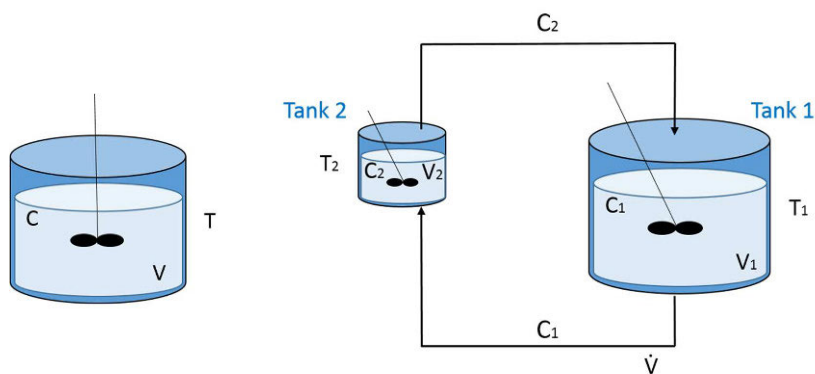 C
V
T
C₂
Tank 2
T₂
C₂
V₂
Tank 1
C₁
T₁
V₁
C₁
V̇